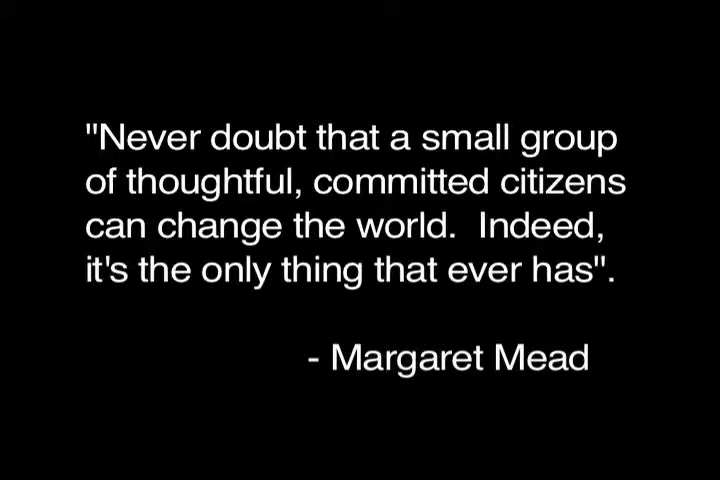 "Never doubt that a small group
of thoughtful, committed citizens
can change the world.  Indeed,
it's the only thing that ever has".
- Margaret Mead